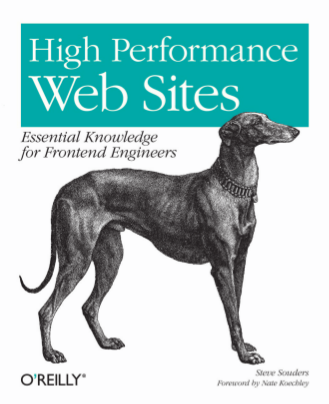 High Performance
Web Sites
Essential Knowledge
for Frontend Engineers
O'REILLY®
Steve Souders
Foreword by Nate Koechley